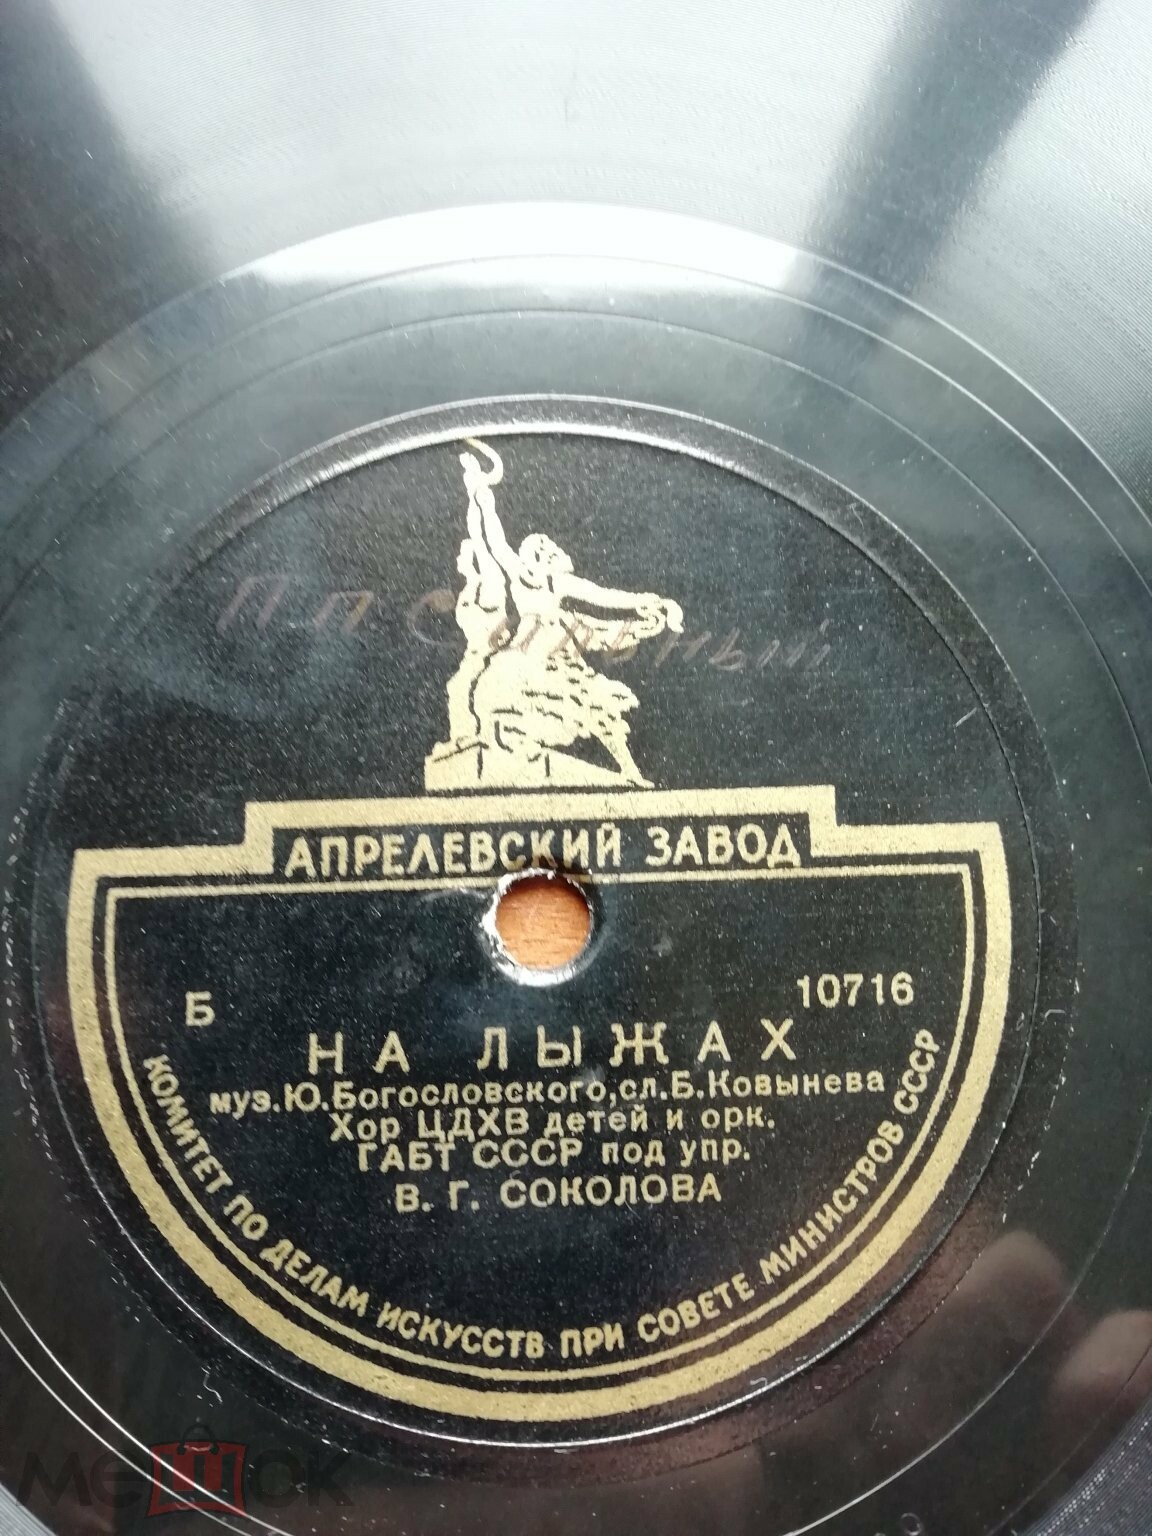 АПРЕЛЕВСКИЙ ЗАВОД
Б 10716
НА ЛЫЖАХ
муз.Ю.Богословского,сл.Б.Ковынева
Хор ЦДХВ детей и орк.
ГАБТ СССР под упр.
В. Г. СОКОЛОВА
КОМИТЕТ ПО ДЕЛАМ ИСКУССТВ ПРИ СОВЕТЕ МИНИСТРОВ СССР
мешок